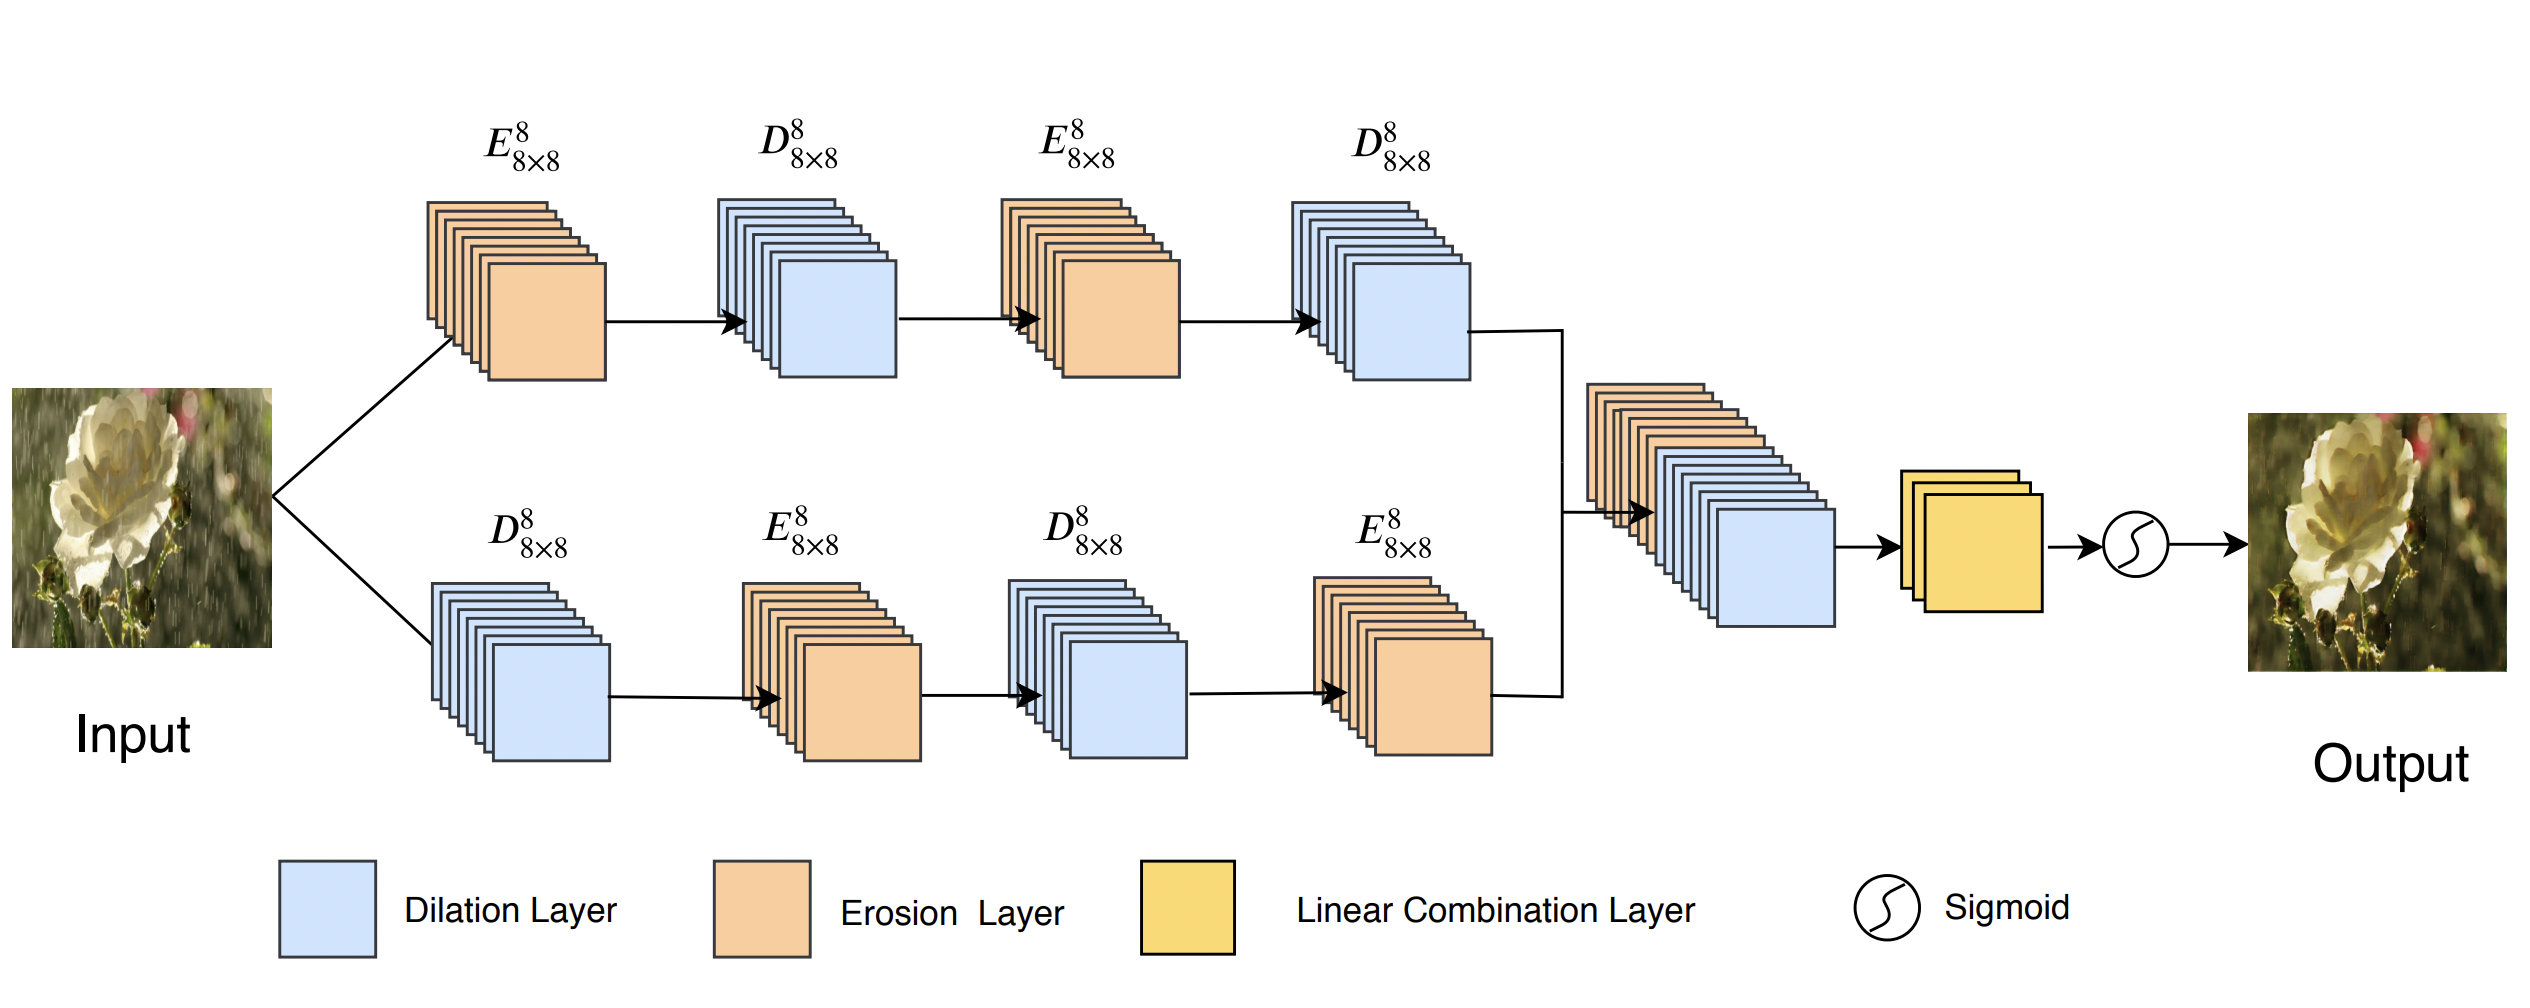 $E^{8}_{8\times8}$ $D^{8}_{8\times8}$ $E^{8}_{8\times8}$ $D^{8}_{8\times8}$
$D^{8}_{8\times8}$ $E^{8}_{8\times8}$ $D^{8}_{8\times8}$ $E^{8}_{8\times8}$
Input
Output
Dilation Layer
Erosion Layer
Linear Combination Layer
Sigmoid